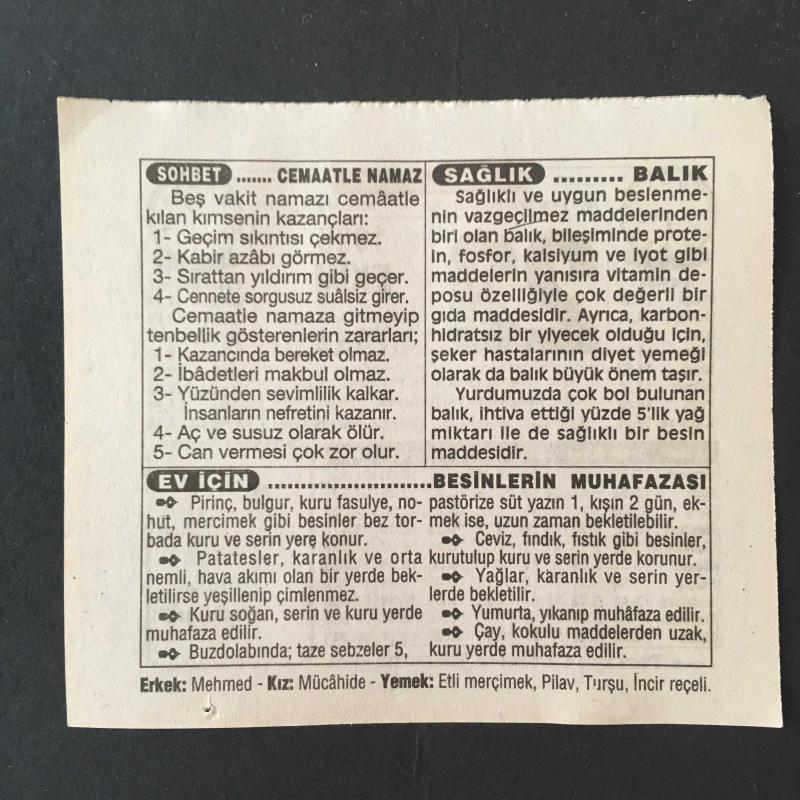 SOHBET ....... CEMAATLE NAMAZ
Beş vakit namazı cemâatle
kılan kimsenin kazançları:
1- Geçim sıkıntısı çekmez.
2- Kabir azâbı görmez.
3- Sırattan yıldırım gibi geçer.
4- Cennete sorgusuz suâlsiz girer.
Cemaatle namaza gitmeyip
tenbellik gösterenlerin zararları;
1- Kazancında bereket olmaz.
2- İbâdetleri makbul olmaz.
3- Yüzünden sevimlilik kalkar.
İnsanların nefretini kazanır.
4- Aç ve susuz olarak ölür.
5- Can vermesi çok zor olur.
SAĞLIK ......... BALIK
Sağlıklı ve uygun beslenme-
nin vazgeçilmez maddelerinden
biri olan balık, bileşiminde prote-
in, fosfor, kalsiyum ve iyot gibi
maddelerin yanısıra vitamin de-
posu özelliğiyle çok değerli bir
gıda maddesidir. Ayrıca, karbon-
hidratsız bir yiyecek olduğu için,
şeker hastalarının diyet yemeği
olarak da balık büyük önem taşır.
Yurdumuzda çok bol bulunan
balık, ihtiva ettiği yüzde 5'lik yağ
miktarı ile de sağlıklı bir besin
maddesidir.
EV İÇİN .........................BESİNLERİN MUHAFAZASI
Pirinç, bulgur, kuru fasulye, no-
hut, mercimek gibi besinler bez tor-
bada kuru ve serin yere konur.
Patatesler, karanlık ve orta
nemli, hava akımı olan bir yerde bek-
letilirse yeşillenip çimlenmez.
Kuru soğan, serin ve kuru yerde
muhafaza edilir.
Buzdolabında; taze sebzeler 5,
pastörize süt yazın 1, kışın 2 gün, ek-
mek ise, uzun zaman bekletilebilir.
Ceviz, fındık, fıstık gibi besinler,
kurutulup kuru ve serin yerde korunur.
Yağlar, karanlık ve serin yer-
lerde bekletilir.
Yumurta, yıkanıp muhâfaza edilir.
Çay, kokulu maddelerden uzak,
kuru yerde muhafaza edilir.
Erkek: Mehmed - Kız: Mücâhide - Yemek: Etli merçimek, Pilav, Turşu, İncir reçeli.